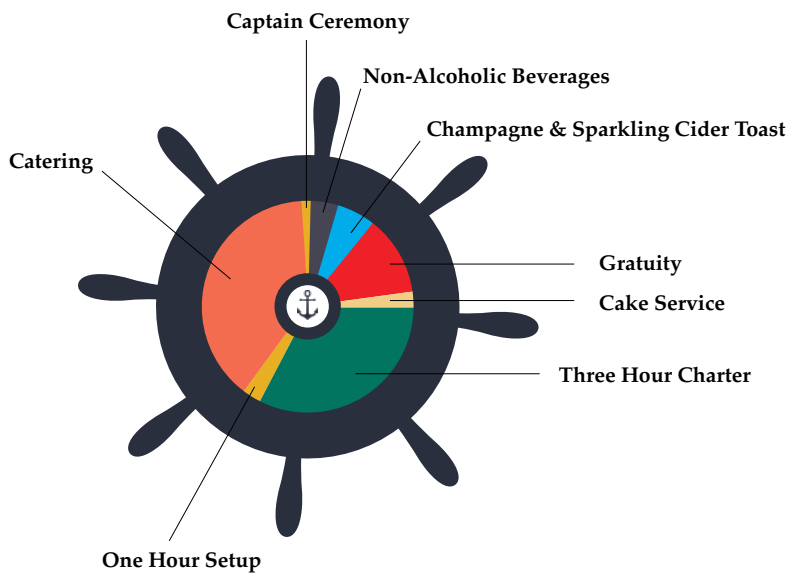 Captain Ceremony
Non-Alcoholic Beverages
Champagne & Sparkling Cider Toast
Catering
Gratuity
Cake Service
Three Hour Charter
One Hour Setup